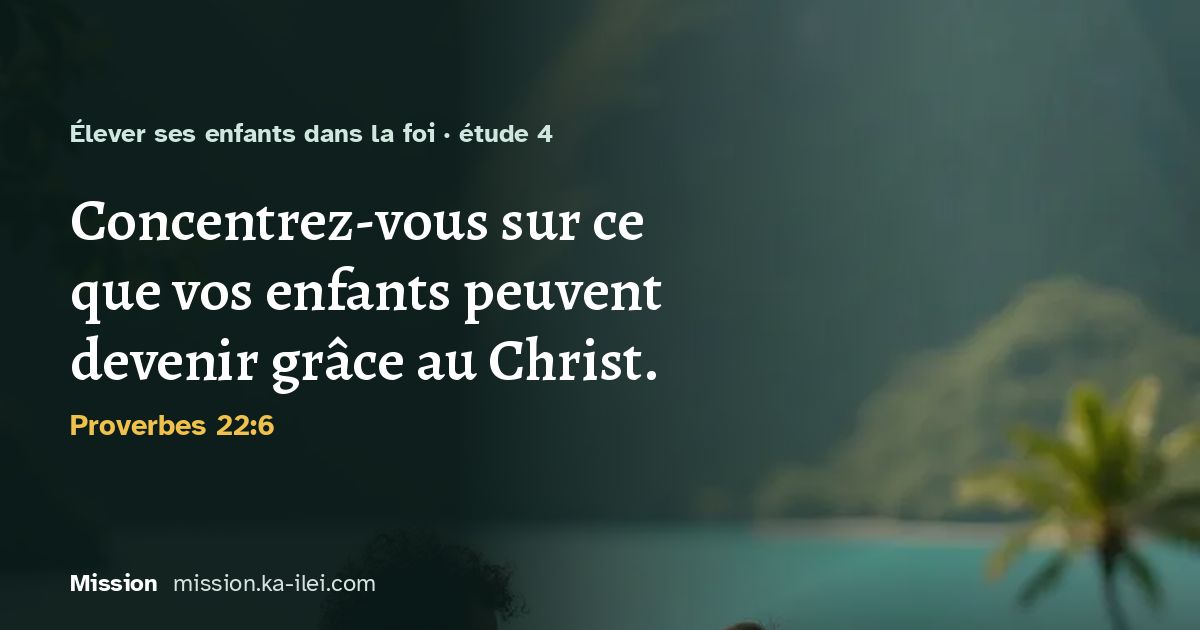 Élever ses enfants dans la foi · étude 4
Concentrez-vous sur ce
que vos enfants peuvent
devenir grâce au Christ.
Proverbes 22:6
Mission mission.ka-ilei.com